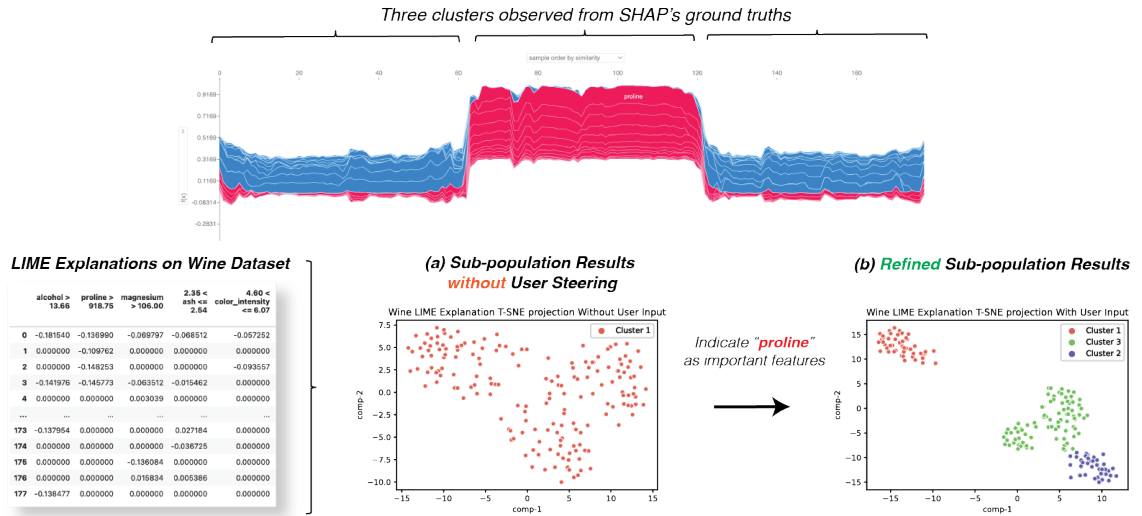 Three clusters observed from SHAP's ground truths
sample order by similarity
0 20 40 60 80 100 120 140 160
0.9169
0.7169
0.5169
0.3169
0.1169
-0.08314
-0.2831
f(x)
proline
LIME Explanations on Wine Dataset
alcohol > 13.66 proline > 918.75 magnesium > 106.00 2.35 < ash <= 2.54 4.60 < color_intensity <= 6.07
0 -0.181540 -0.136990 -0.069797 -0.068512 -0.057252
1 0.000000 -0.109762 0.000000 0.000000 0.000000
2 0.000000 -0.148253 0.000000 0.000000 -0.093557
3 -0.141976 -0.145773 -0.063512 -0.015462 0.000000
4 0.000000 0.000000 0.003039 0.000000 0.000000
... ... ... ... ... ...
173 -0.137954 0.000000 0.000000 0.027184 0.000000
174 0.000000 0.000000 0.000000 -0.036725 0.000000
175 0.000000 0.000000 -0.136084 0.000000 0.000000
176 0.000000 0.000000 0.015834 0.005386 0.000000
177 -0.138477 0.000000 0.000000 0.000000 0.000000
(a) Sub-population Results
without User Steering
Wine LIME Explanation T-SNE projection Without User Input
Cluster 1
7.5
5.0
2.5
0.0
−2.5
−5.0
−7.5
−10.0
comp-2
−15 −10 −5 0 5 10 15
comp-1
Indicate "proline"
as important features
(b) Refined Sub-population Results
Wine LIME Explanation T-SNE projection With User Input
Cluster 1
Cluster 3
Cluster 2
15
10
5
0
−5
−10
−15
comp-2
−15 −10 −5 0 5 10
comp-1